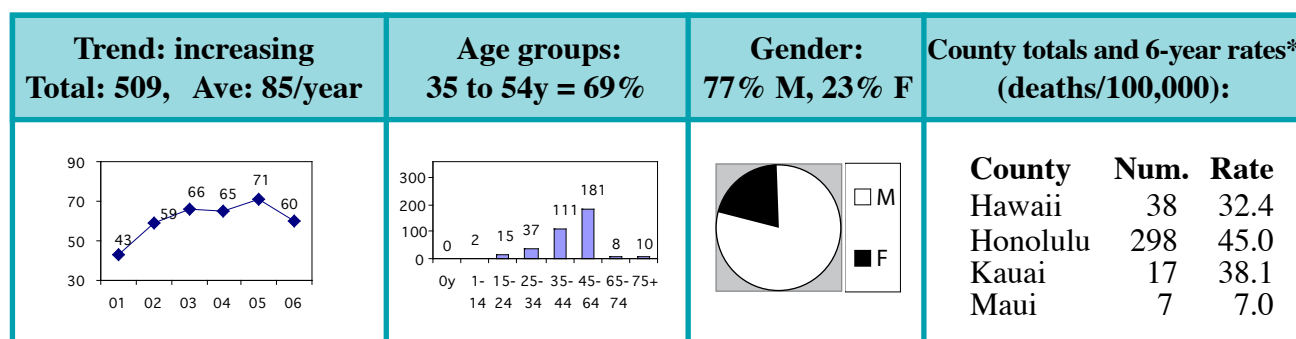 Trend: increasing
Total: 509, Ave: 85/year
Age groups:
35 to 54y = 69%
Gender:
77% M, 23% F
County totals and 6-year rates*
(deaths/100,000):
90
70
50
30
43
59
66
65
71
60
01 02 03 04 05 06
300
200
100
0
0 2 15 37 111 181 8 10
0y 1- 15- 25- 35- 45- 65- 75+
14 24 34 44 64 74
M
F
County Num. Rate
Hawaii 38 32.4
Honolulu 298 45.0
Kauai 17 38.1
Maui 7 7.0